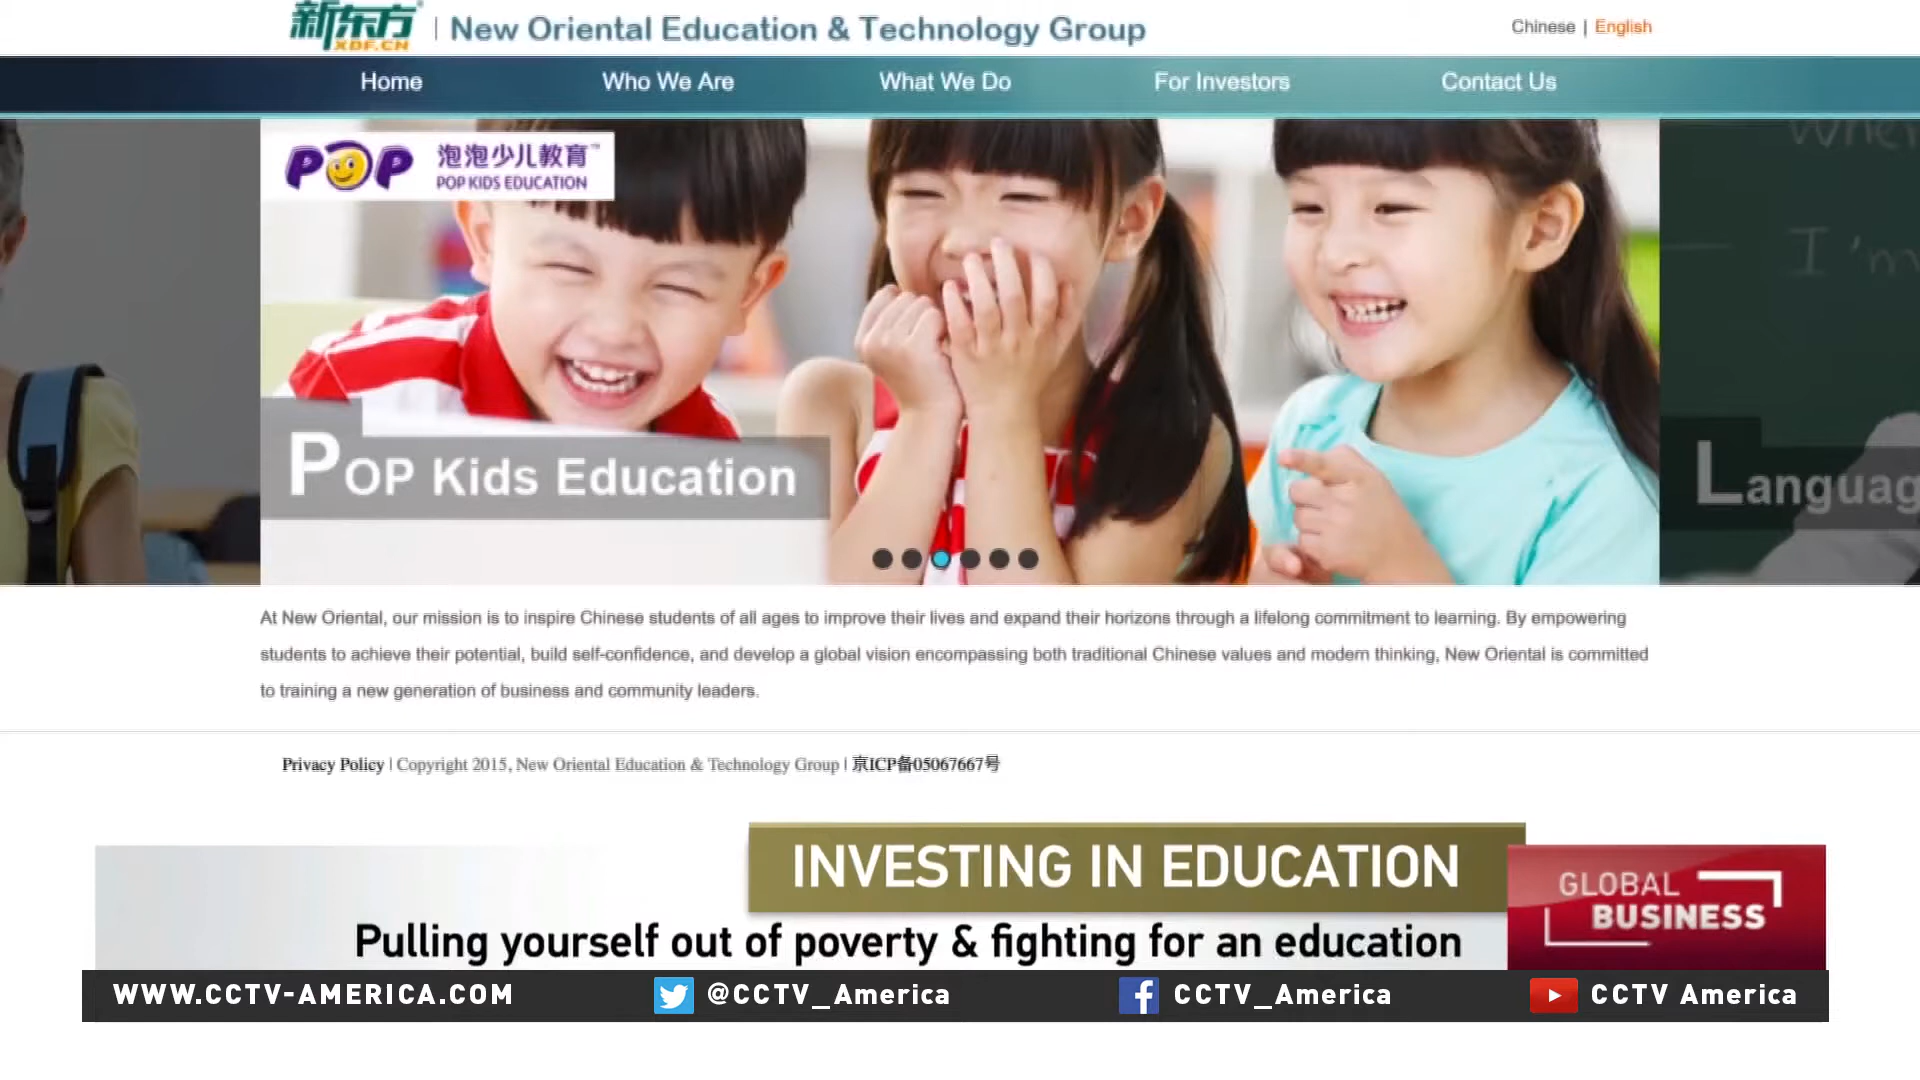 新东方
XDF.CN
New Oriental Education & Technology Group
Chinese | English
Home
Who We Are
What We Do
For Investors
Contact Us
POP
泡泡少儿教育™
POP KIDS EDUCATION
POP Kids Education
I'm
Languag
At New Oriental, our mission is to inspire Chinese students of all ages to improve their lives and expand their horizons through a lifelong commitment to learning. By empowering
students to achieve their potential, build self-confidence, and develop a global vision encompassing both traditional Chinese values and modern thinking, New Oriental is committed
to training a new generation of business and community leaders.
Privacy Policy | Copyright 2015, New Oriental Education & Technology Group | 京ICP备05067667号
INVESTING IN EDUCATION
GLOBAL
BUSINESS
Pulling yourself out of poverty & fighting for an education
WWW.CCTV-AMERICA.COM
@CCTV_America
CCTV_America
CCTV America